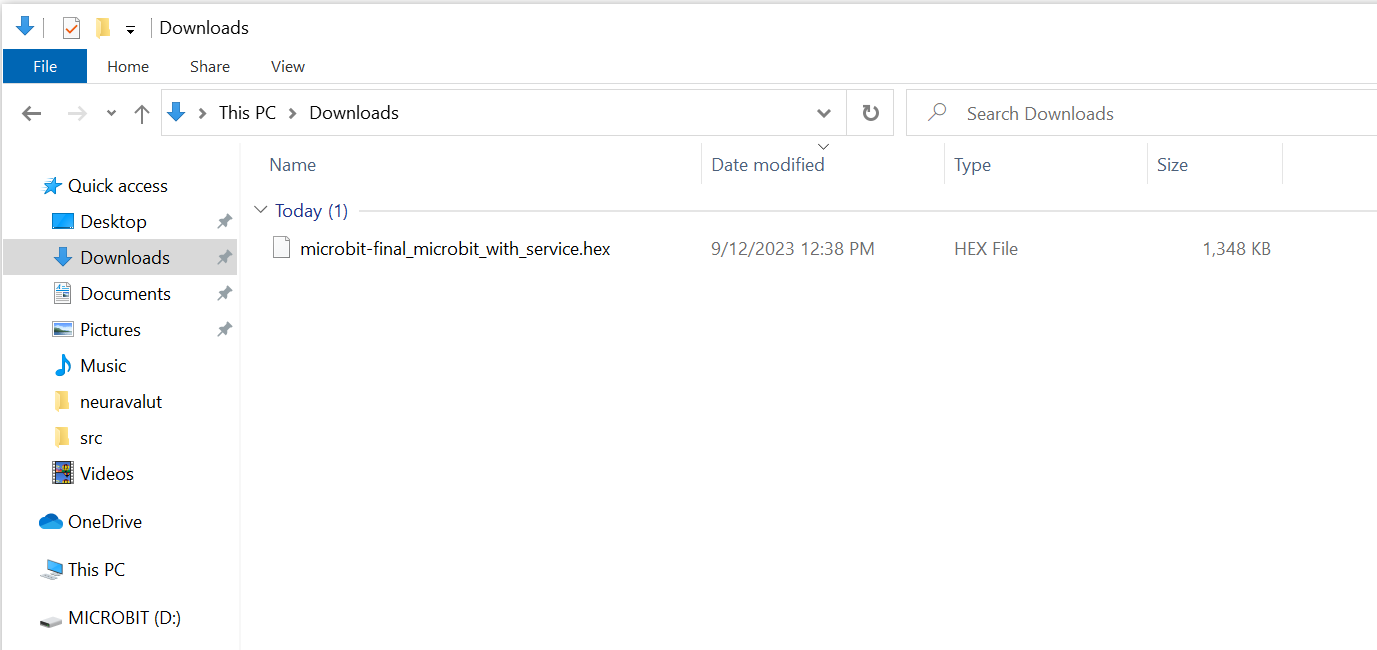 Downloads
File Home Share View
This PC Downloads Search Downloads
Name Date modified Type Size
Quick access
Today (1)
Desktop
microbit-final_microbit_with_service.hex 9/12/2023 12:38 PM HEX File 1,348 KB
Downloads
Documents
Pictures
Music
neuravalut
src
Videos
OneDrive
This PC
MICROBIT (D:)